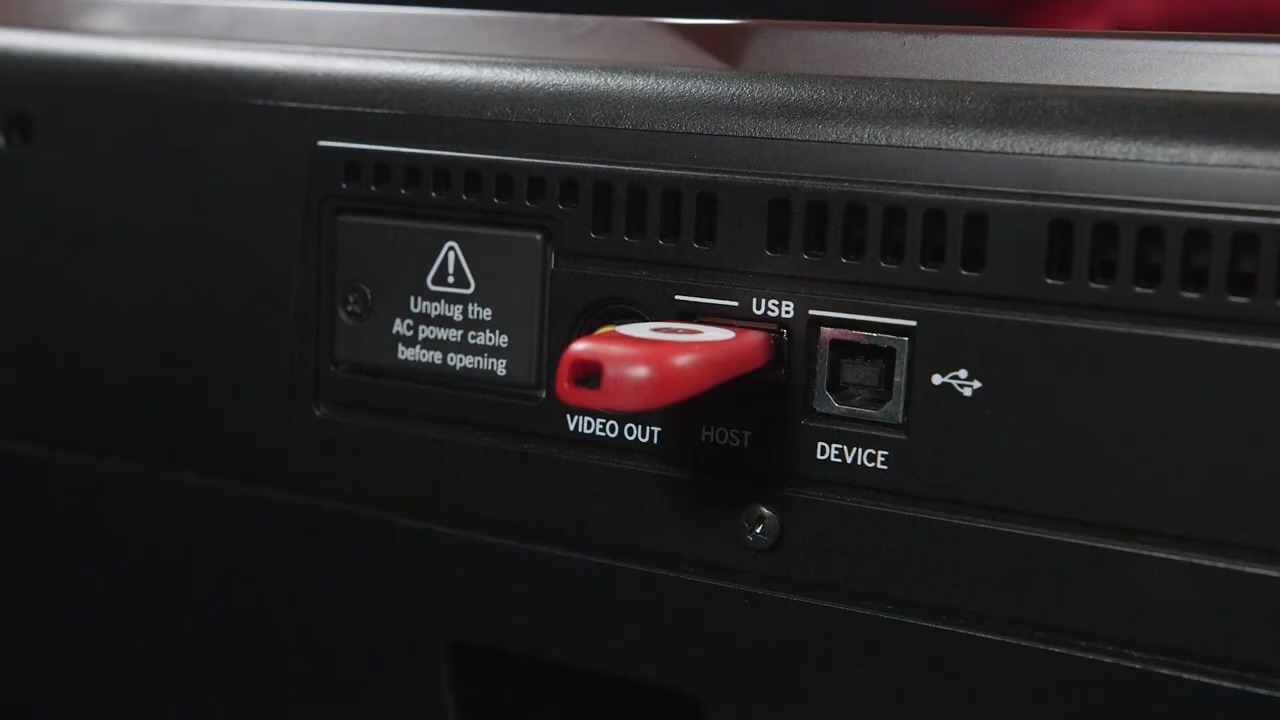 Unplug the
AC power cable
before opening
USB
VIDEO OUT
HOST
DEVICE